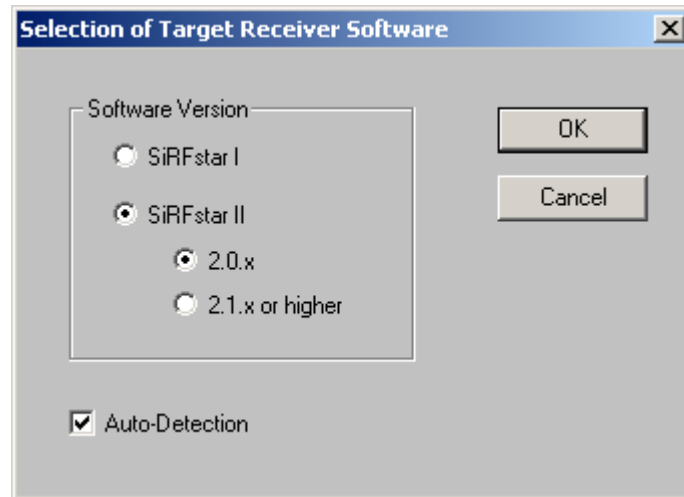 Selection of Target Receiver Software
Software Version
SiRFstar I
SiRFstar II
2.0.x
2.1.x or higher
OK
Cancel
Auto-Detection